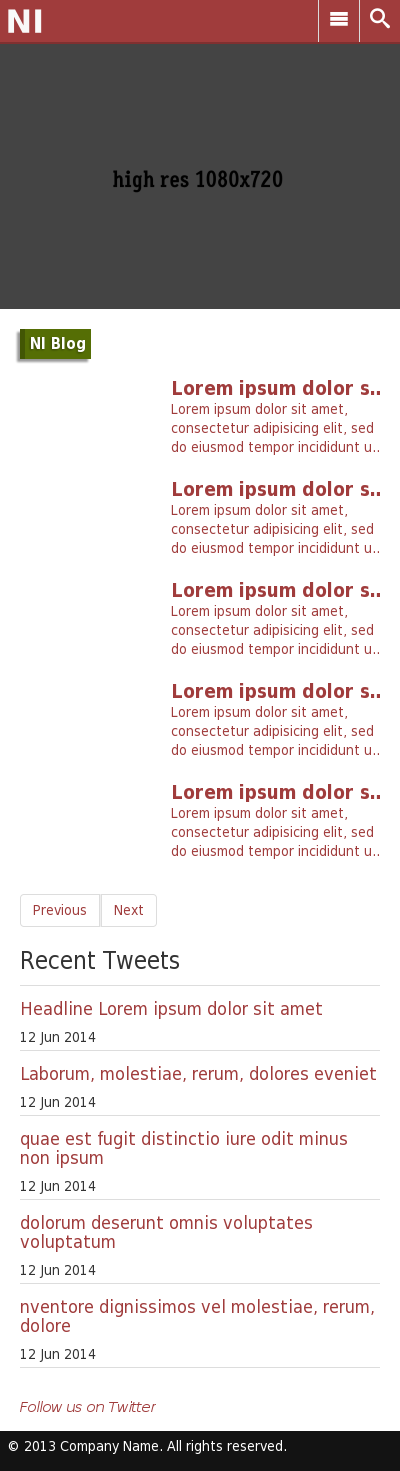 NI
high res 1080x720
NI Blog
Lorem ipsum dolor s..
Lorem ipsum dolor sit amet,
consectetur adipisicing elit, sed
do eiusmod tempor incididunt u..
Lorem ipsum dolor s..
Lorem ipsum dolor sit amet,
consectetur adipisicing elit, sed
do eiusmod tempor incididunt u..
Lorem ipsum dolor s..
Lorem ipsum dolor sit amet,
consectetur adipisicing elit, sed
do eiusmod tempor incididunt u..
Lorem ipsum dolor s..
Lorem ipsum dolor sit amet,
consectetur adipisicing elit, sed
do eiusmod tempor incididunt u..
Lorem ipsum dolor s..
Lorem ipsum dolor sit amet,
consectetur adipisicing elit, sed
do eiusmod tempor incididunt u..
Previous Next
Recent Tweets
Headline Lorem ipsum dolor sit amet
12 Jun 2014
Laborum, molestiae, rerum, dolores eveniet
12 Jun 2014
quae est fugit distinctio iure odit minus
non ipsum
12 Jun 2014
dolorum deserunt omnis voluptates
voluptatum
12 Jun 2014
nventore dignissimos vel molestiae, rerum,
dolore
12 Jun 2014
Follow us on Twitter
© 2013 Company Name. All rights reserved.